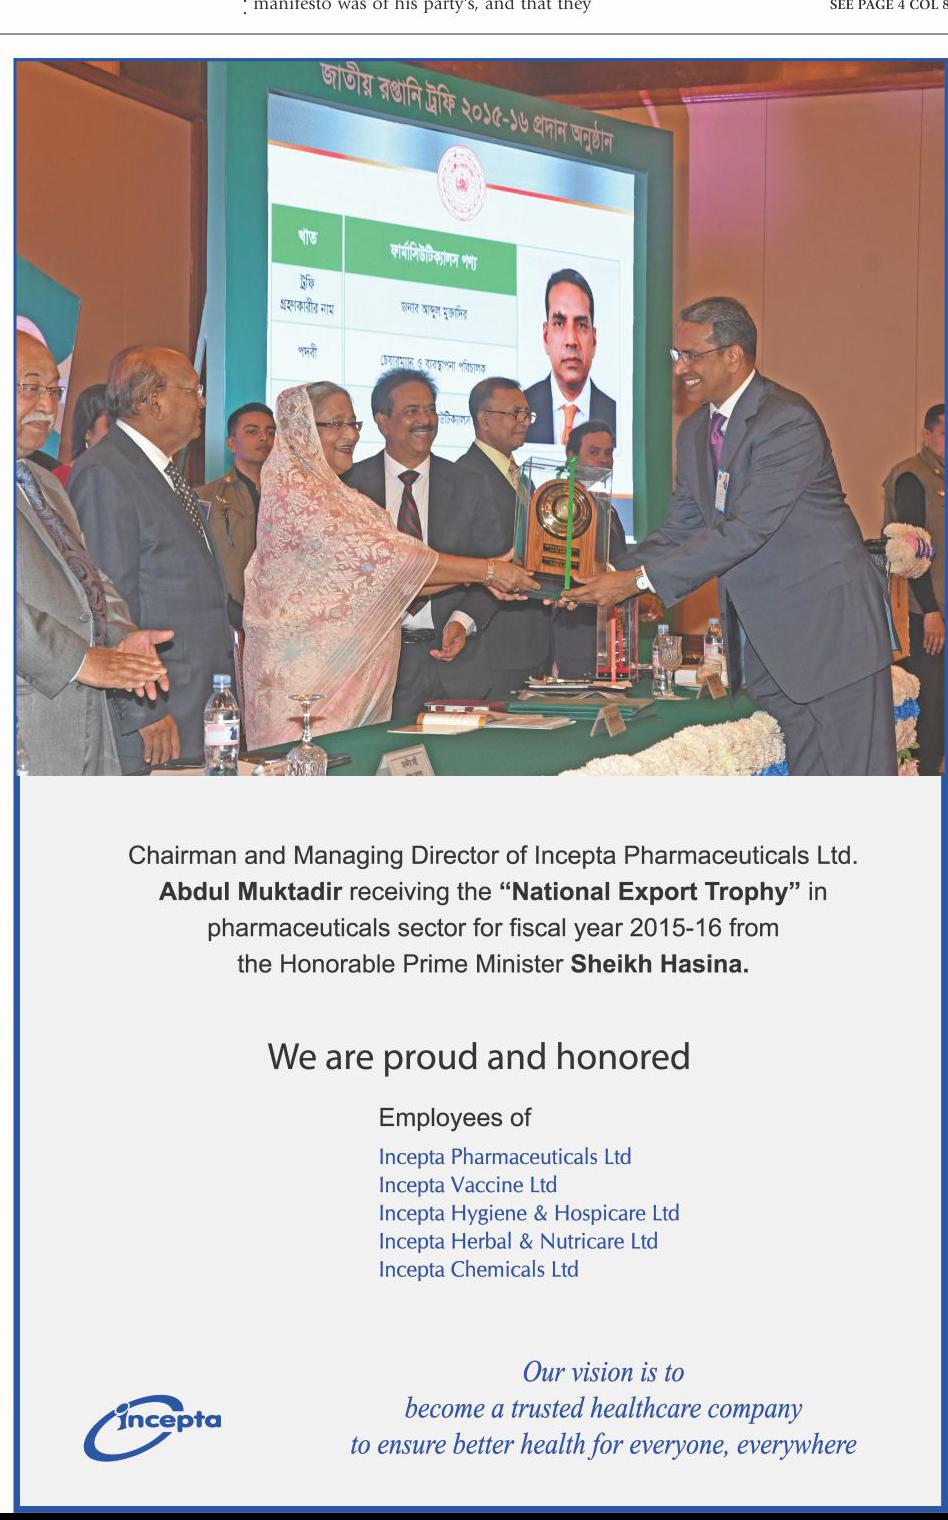 manifesto was of his party's, and that they
SEE PAGE 4 COL 8
জাতীয় রপ্তানি ট্রফি ২০১৫-১৬ প্রদান অনুষ্ঠান
খাত
ফার্মাসিউটিক্যালস পণ্য
ট্রফি
গ্রহণকারীর নাম
জনাব আব্দুল মুক্তাদির
পদবী
চেয়ারম্যান ও ব্যবস্থাপনা পরিচালক
Chairman and Managing Director of Incepta Pharmaceuticals Ltd.
Abdul Muktadir receiving the “National Export Trophy” in
pharmaceuticals sector for fiscal year 2015-16 from
the Honorable Prime Minister Sheikh Hasina.
We are proud and honored
Employees of
Incepta Pharmaceuticals Ltd
Incepta Vaccine Ltd
Incepta Hygiene & Hospicare Ltd
Incepta Herbal & Nutricare Ltd
Incepta Chemicals Ltd
Our vision is to
become a trusted healthcare company
to ensure better health for everyone, everywhere
incepta